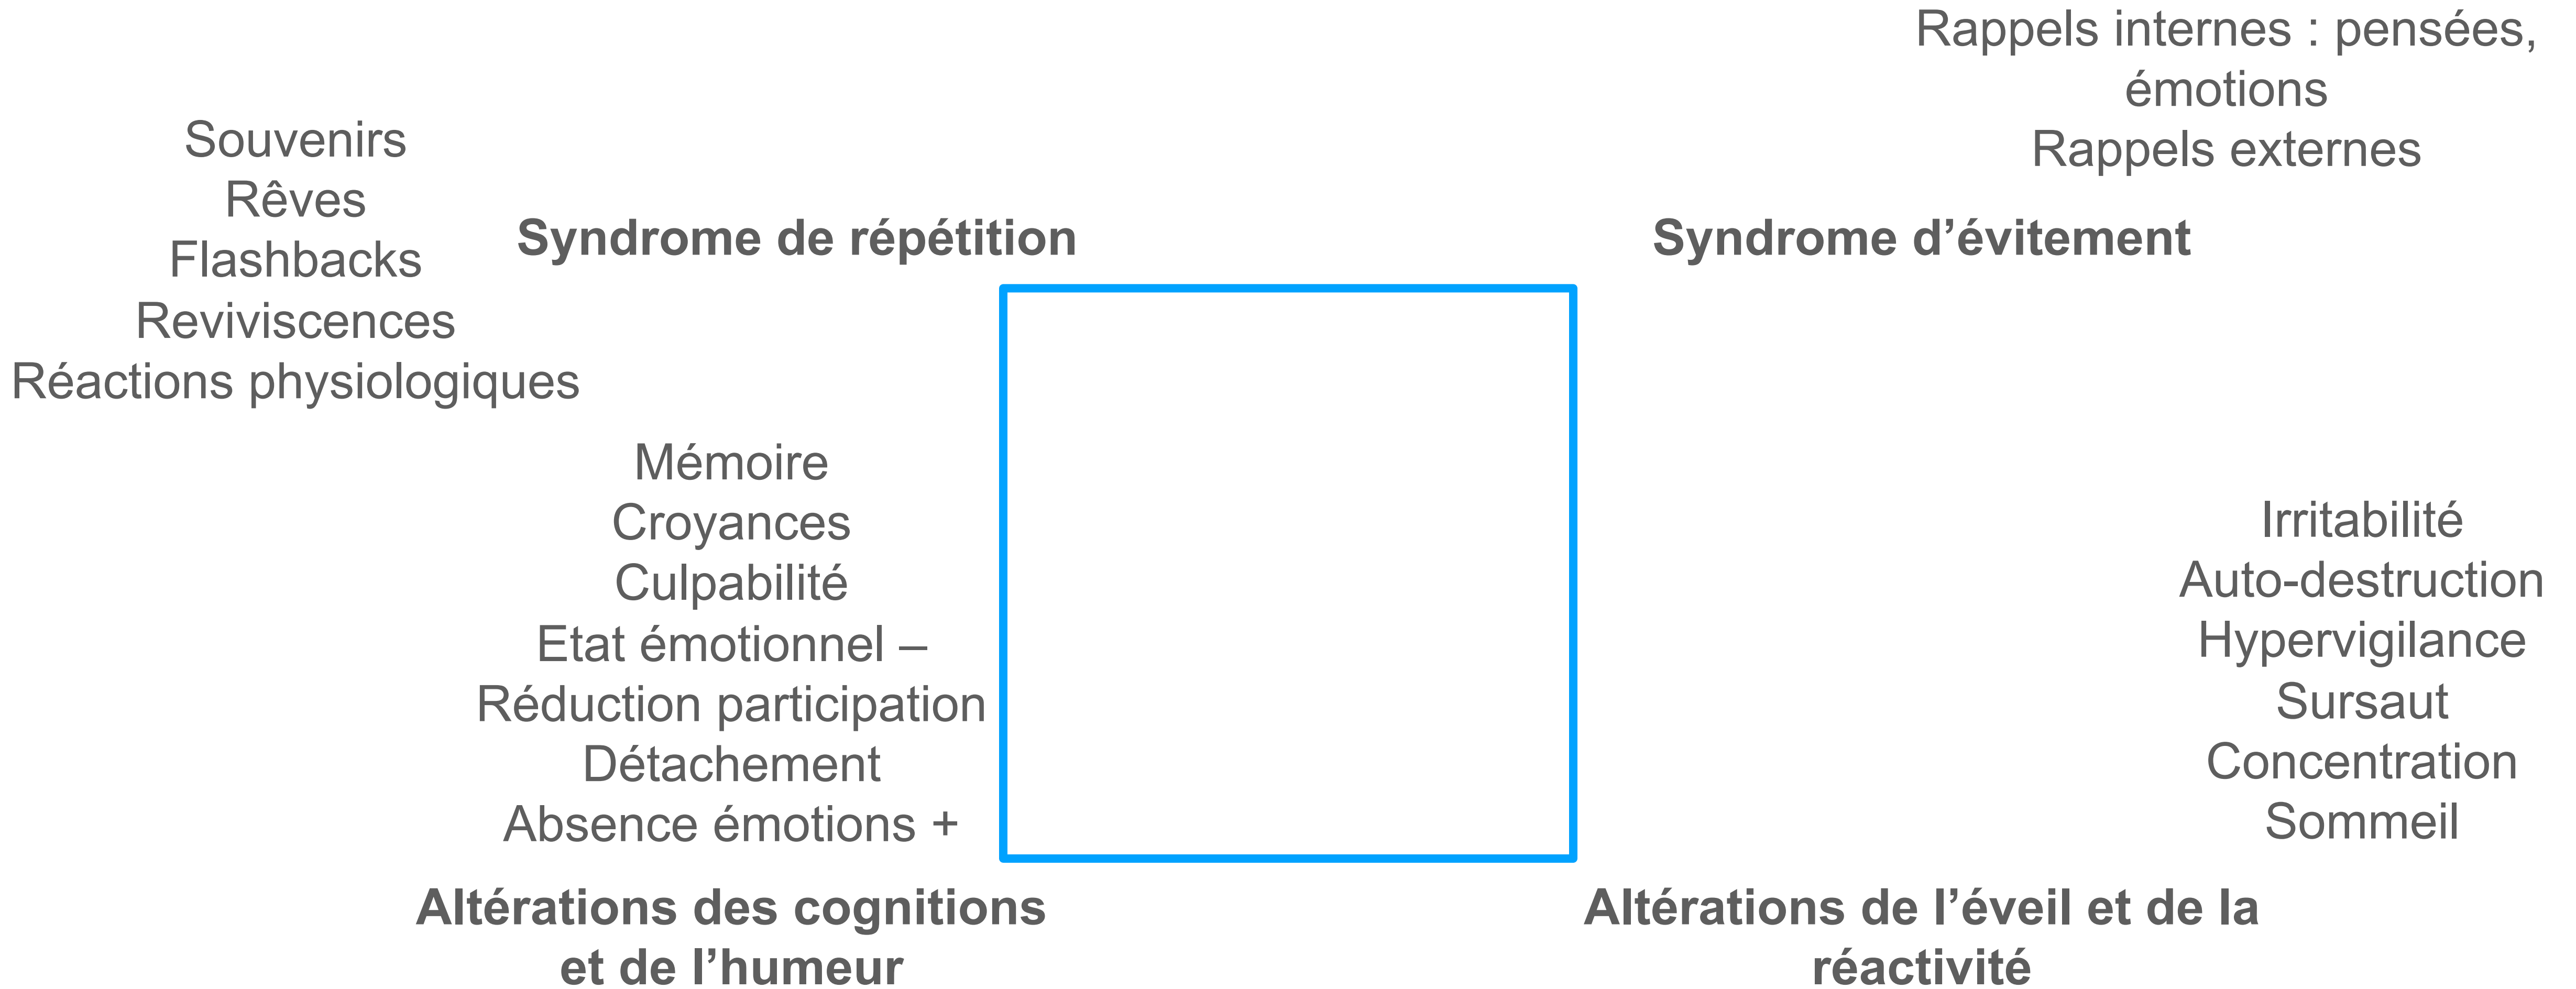 Souvenirs
Rêves
Flashbacks
Reviviscences
Réactions physiologiques
Syndrome de répétition
Rappels internes : pensées,
émotions
Rappels externes
Syndrome d’évitement
Mémoire
Croyances
Culpabilité
Etat émotionnel –
Réduction participation
Détachement
Absence émotions +
Altérations des cognitions
et de l’humeur
Irritabilité
Auto-destruction
Hypervigilance
Sursaut
Concentration
Sommeil
Altérations de l’éveil et de la
réactivité